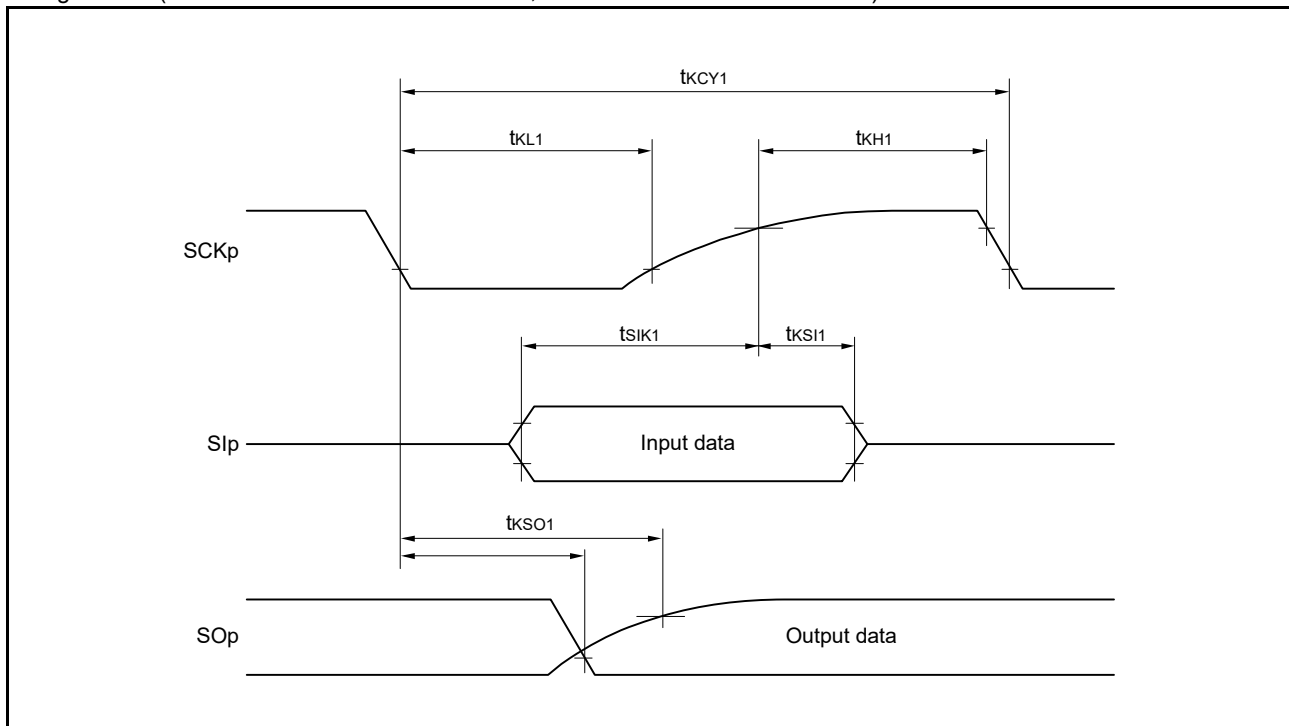 tKCY1
tKL1
tKH1
SCKp
tSIK1
tKSI1
SIp
Input data
tKSO1
SOp
Output data